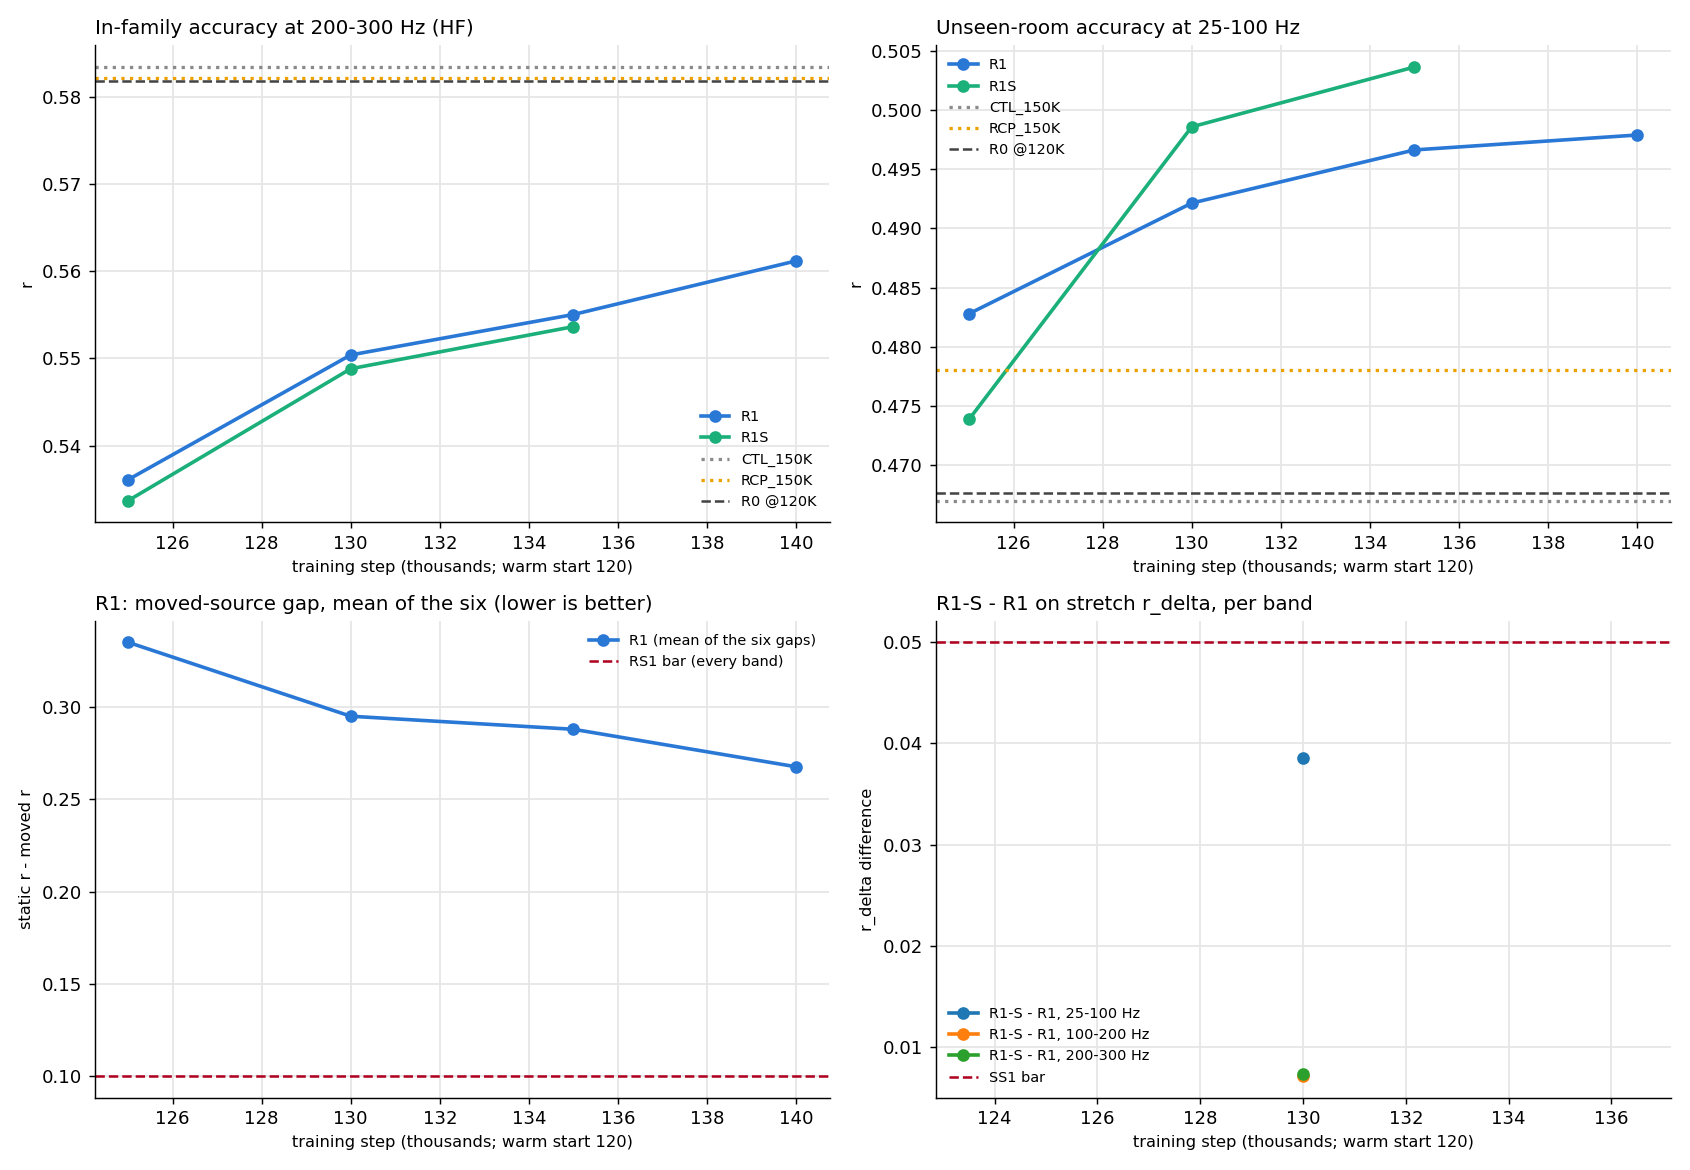 In-family accuracy at 200-300 Hz (HF)
r
0.58
0.57
0.56
0.55
0.54
R1
R1S
CTL_150K
RCP_150K
R0 @120K
126 128 130 132 134 136 138 140
training step (thousands; warm start 120)
Unseen-room accuracy at 25-100 Hz
r
0.505
0.500
0.495
0.490
0.485
0.480
0.475
0.470
R1
R1S
CTL_150K
RCP_150K
R0 @120K
126 128 130 132 134 136 138 140
training step (thousands; warm start 120)
R1: moved-source gap, mean of the six (lower is better)
static r - moved r
0.30
0.25
0.20
0.15
0.10
R1 (mean of the six gaps)
RS1 bar (every band)
126 128 130 132 134 136 138 140
training step (thousands; warm start 120)
R1-S - R1 on stretch r_delta, per band
r_delta difference
0.05
0.04
0.03
0.02
0.01
R1-S - R1, 25-100 Hz
R1-S - R1, 100-200 Hz
R1-S - R1, 200-300 Hz
SS1 bar
124 126 128 130 132 134 136
training step (thousands; warm start 120)